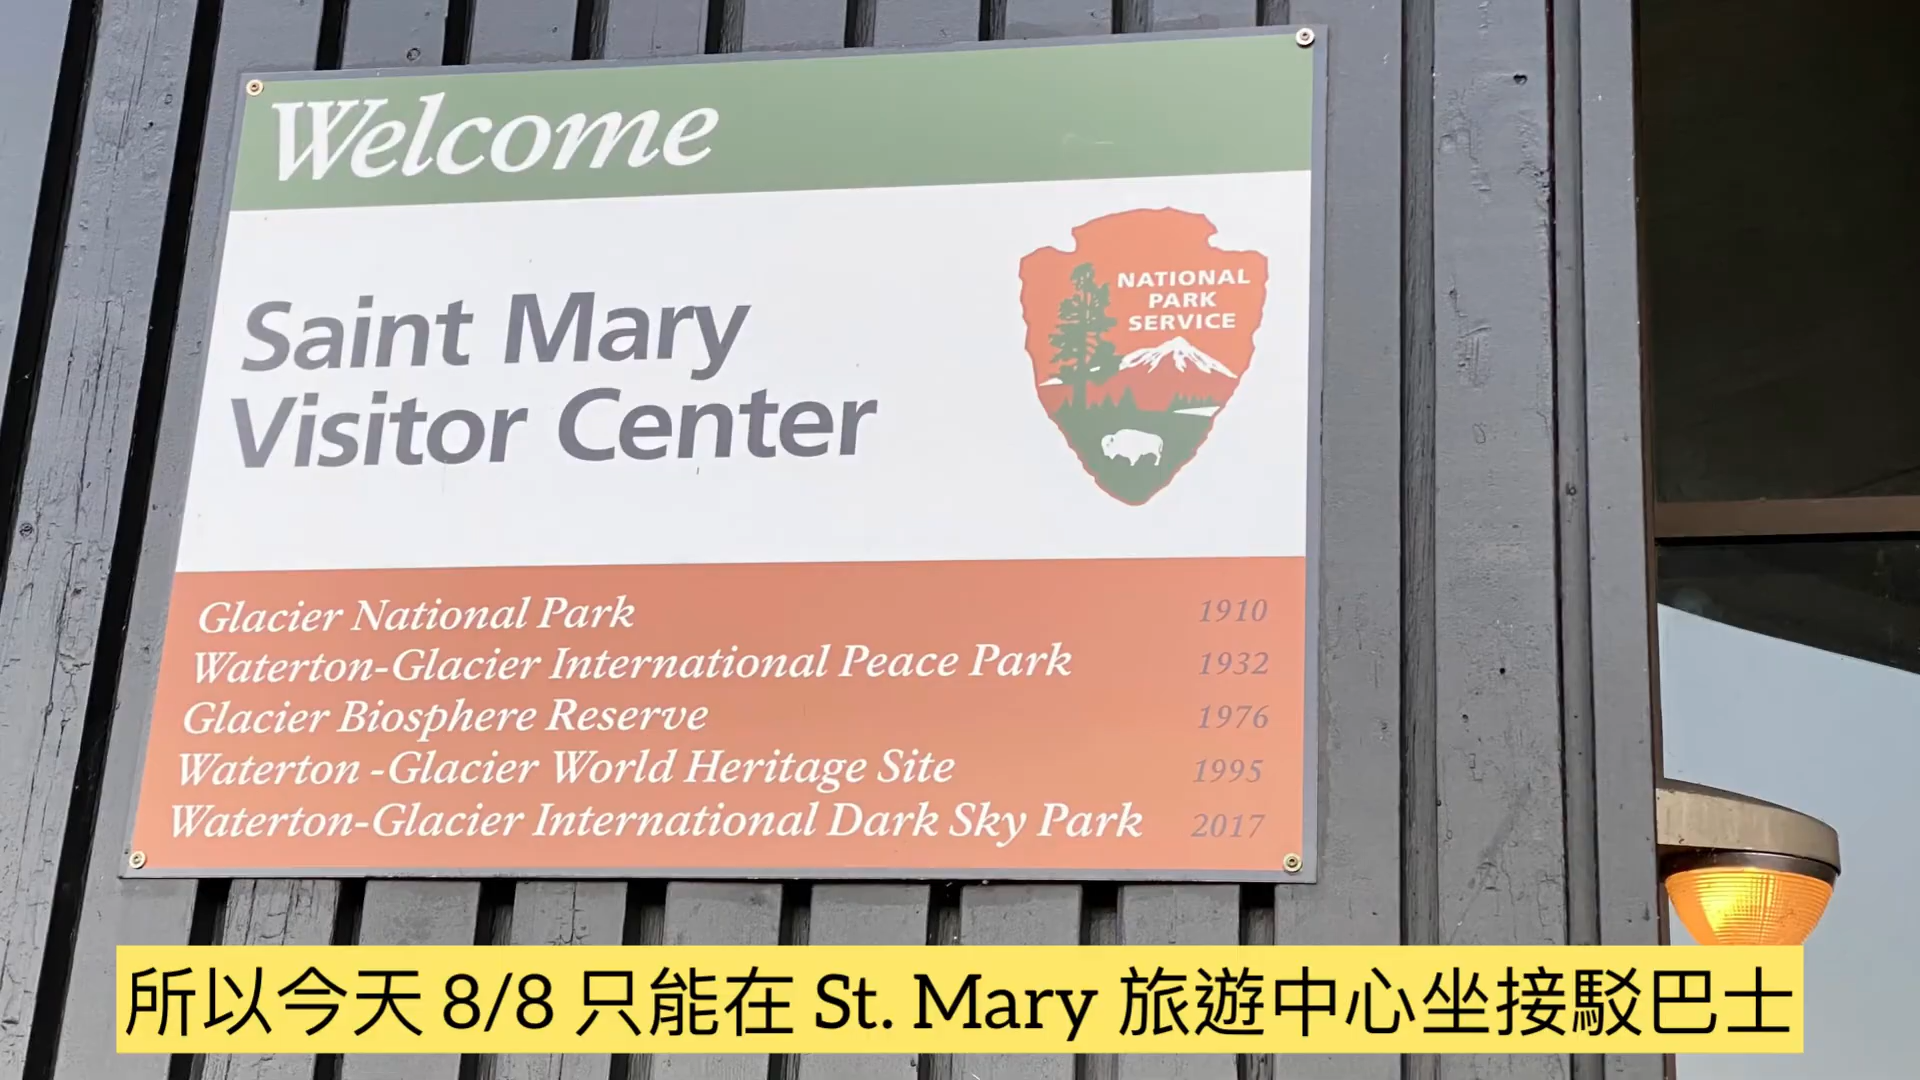 Welcome
Saint Mary
Visitor Center
NATIONAL
PARK
SERVICE
Glacier National Park 1910
Waterton-Glacier International Peace Park 1932
Glacier Biosphere Reserve 1976
Waterton -Glacier World Heritage Site 1995
Waterton-Glacier International Dark Sky Park 2017
所以今天 8/8 只能在 St. Mary 旅遊中心坐接駁巴士